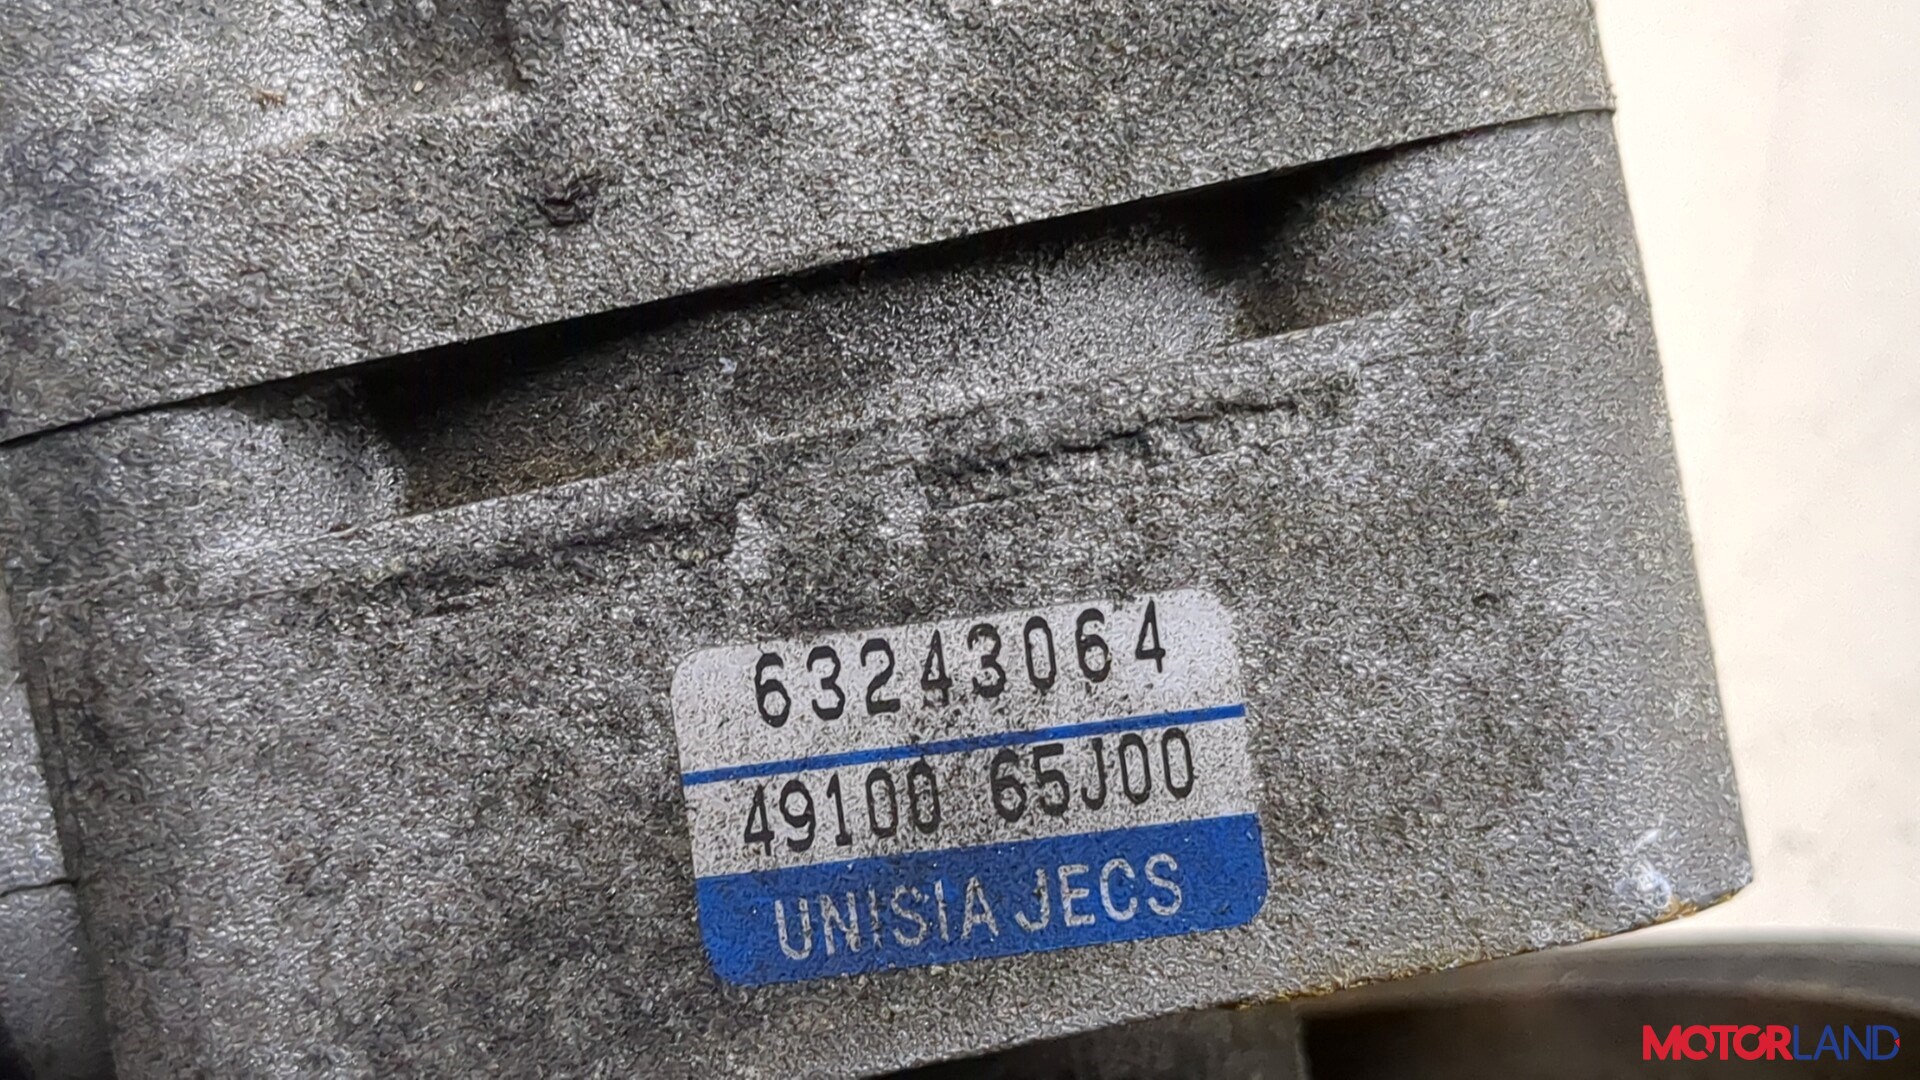 63243064
49100 65J00
UNISIA JECS
MOTORLAND